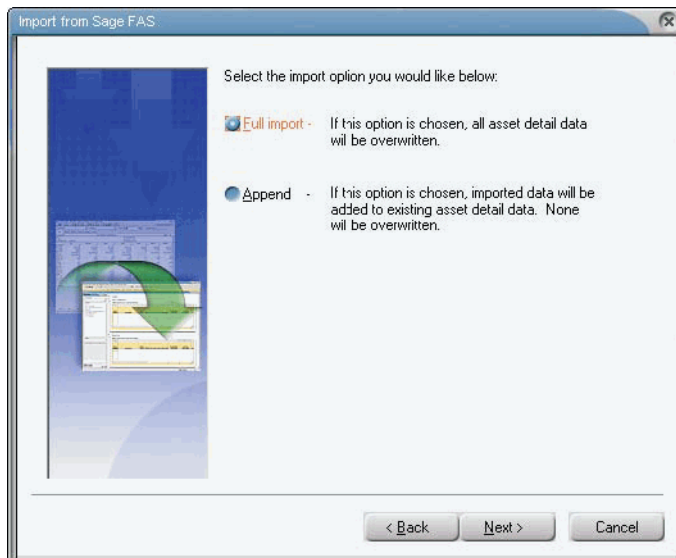 Import from Sage FAS
Select the import option you would like below:
Full import - If this option is chosen, all asset detail data
will be overwritten.
Append - If this option is chosen, imported data will be
added to existing asset detail data. None
will be overwritten.
< Back Next > Cancel